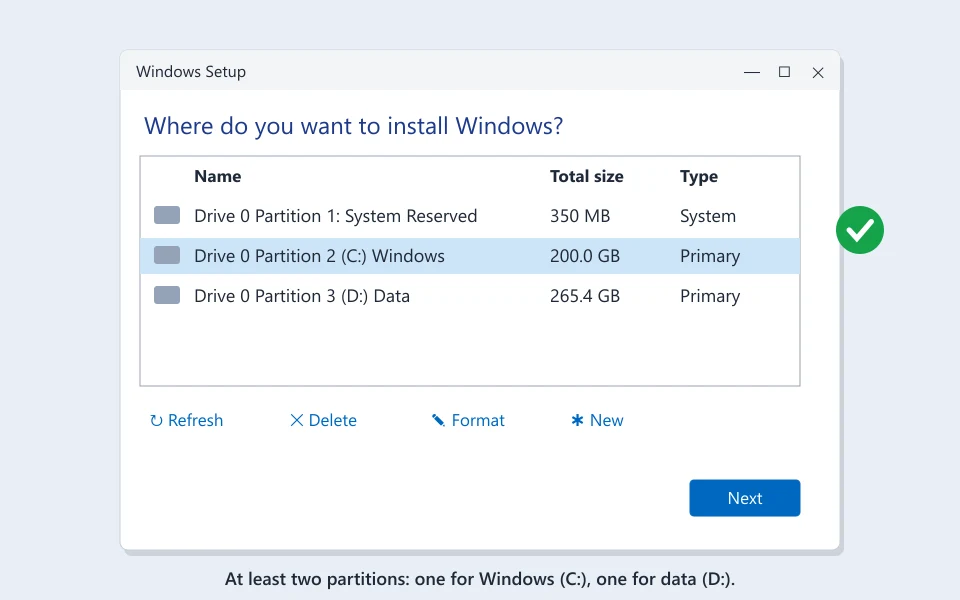 Windows Setup
Where do you want to install Windows?
Name Total size Type
Drive 0 Partition 1: System Reserved 350 MB System
Drive 0 Partition 2 (C:) Windows 200.0 GB Primary
Drive 0 Partition 3 (D:) Data 265.4 GB Primary
Refresh Delete Format New
Next
At least two partitions: one for Windows (C:), one for data (D:).